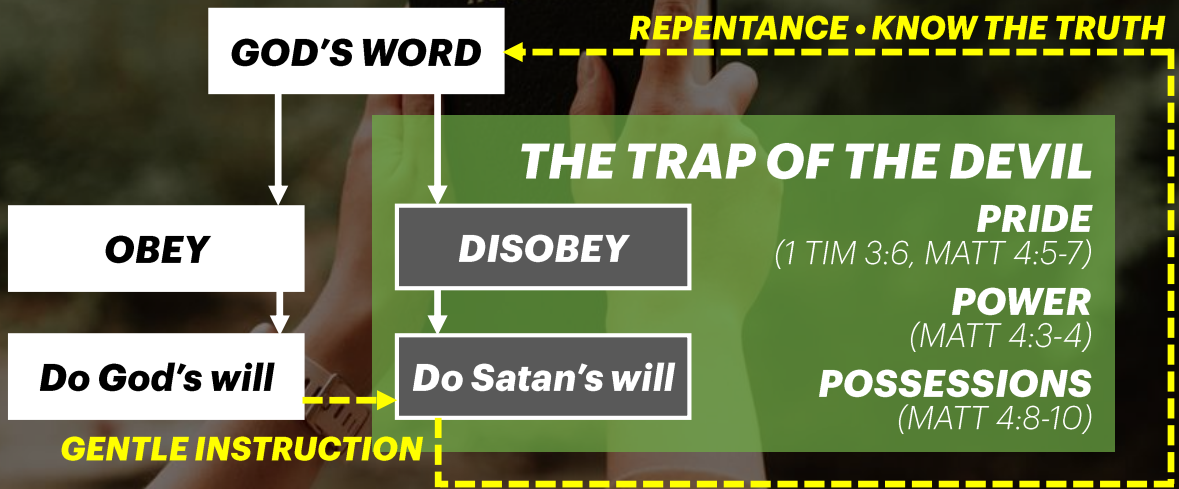 REPENTANCE • KNOW THE TRUTH
GOD'S WORD
THE TRAP OF THE DEVIL
OBEY
DISOBEY
PRIDE
(1 TIM 3:6, MATT 4:5-7)
POWER
(MATT 4:3-4)
Do God's will
Do Satan's will
POSSESSIONS
(MATT 4:8-10)
GENTLE INSTRUCTION